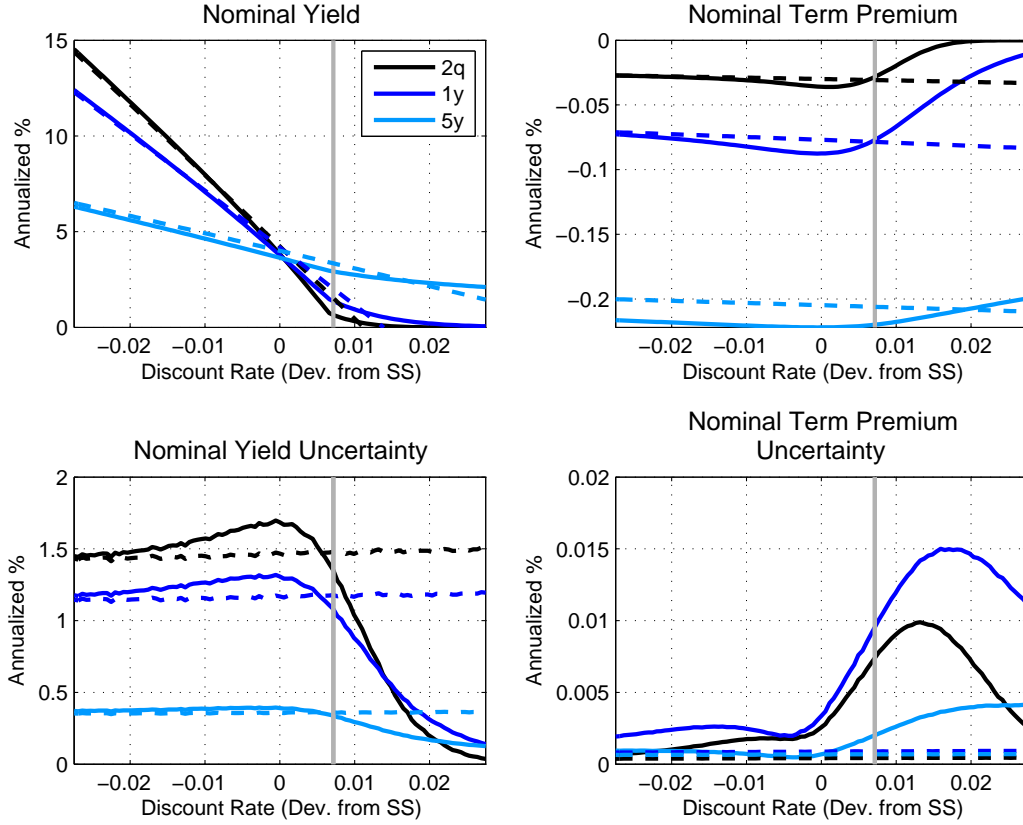 Nominal Yield
15
10
5
0
Annualized %
2q
1y
5y
−0.02 −0.01 0 0.01 0.02
Discount Rate (Dev. from SS)
Nominal Term Premium
0
−0.05
−0.1
−0.15
−0.2
Annualized %
−0.02 −0.01 0 0.01 0.02
Discount Rate (Dev. from SS)
Nominal Yield Uncertainty
2
1.5
1
0.5
0
Annualized %
−0.02 −0.01 0 0.01 0.02
Discount Rate (Dev. from SS)
Nominal Term Premium
Uncertainty
0.02
0.015
0.01
0.005
0
Annualized %
−0.02 −0.01 0 0.01 0.02
Discount Rate (Dev. from SS)